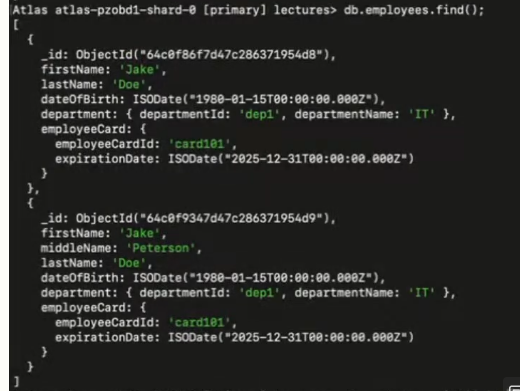 Atlas atlas-pzobd1-shard-0 [primary] lectures> db.employees.find();
[
  {
    _id: ObjectId("64c0f86f7d47c286371954d8"),
    firstName: 'Jake',
    lastName: 'Doe',
    dateOfBirth: ISODate("1980-01-15T00:00:00.000Z"),
    department: { departmentId: 'dep1', departmentName: 'IT' },
    employeeCard: {
      employeeCardId: 'card101',
      expirationDate: ISODate("2025-12-31T00:00:00.000Z")
    }
  },
  {
    _id: ObjectId("64c0f9347d47c286371954d9"),
    firstName: 'Jake',
    middleName: 'Peterson',
    lastName: 'Doe',
    dateOfBirth: ISODate("1980-01-15T00:00:00.000Z"),
    department: { departmentId: 'dep1', departmentName: 'IT' },
    employeeCard: {
      employeeCardId: 'card101',
      expirationDate: ISODate("2025-12-31T00:00:00.000Z")
    }
  }
]